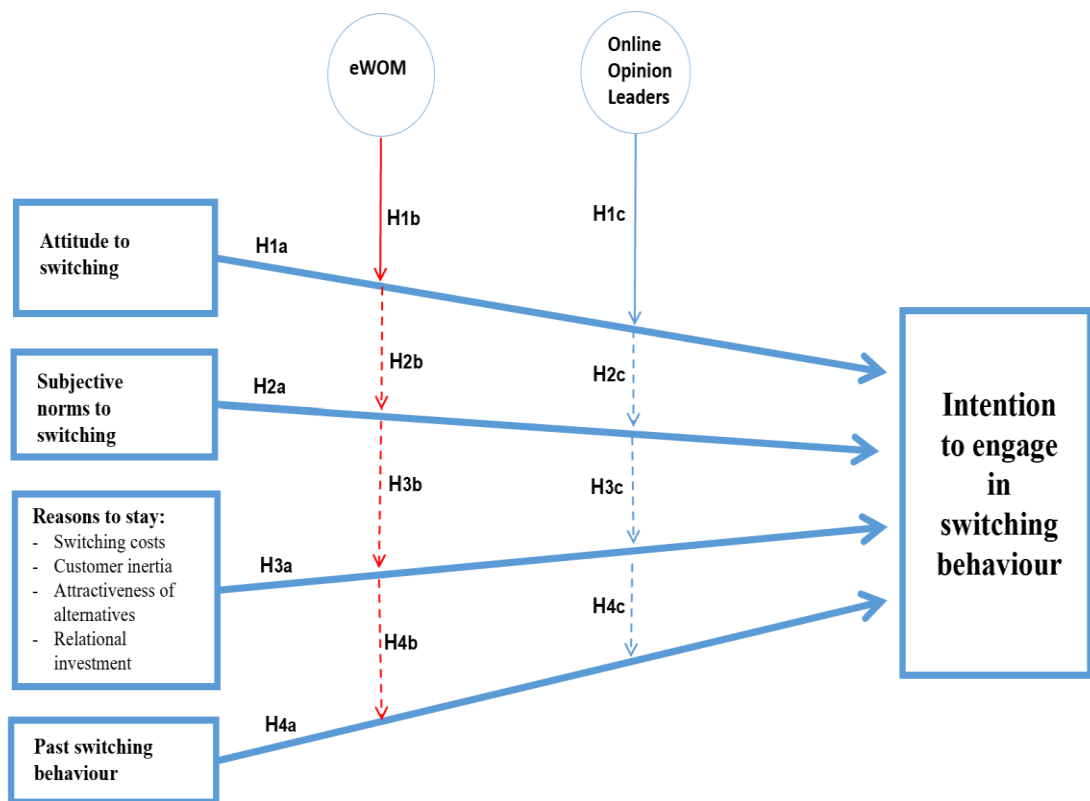 eWOM
Online
Opinion
Leaders
H1b
H1c
Attitude to
switching
H1a
H2b
H2c
Subjective
norms to
switching
H2a
Intention
to engage
in
switching
behaviour
H3b
H3c
Reasons to stay:
- Switching costs
- Customer inertia
- Attractiveness of
alternatives
- Relational
investment
H3a
H4b
H4c
Past switching
behaviour
H4a